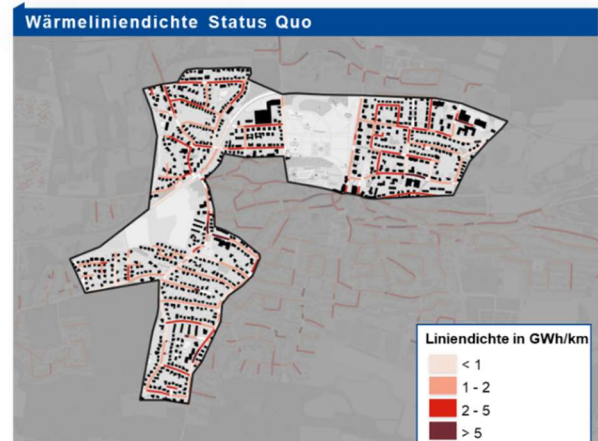 Wärmeliniendichte Status Quo
Liniendichte in GWh/km
< 1
1 - 2
2 - 5
> 5